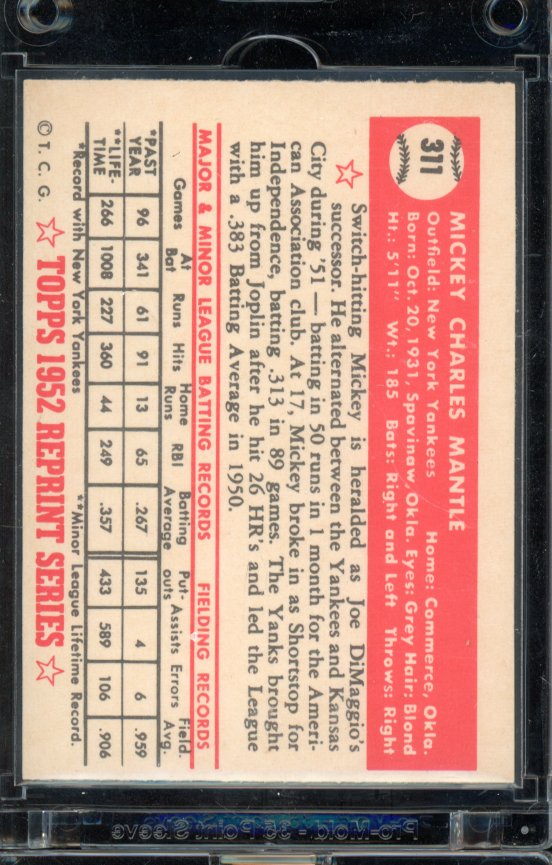 311
MICKEY CHARLES MANTLE
Outfield: New York Yankees Home: Commerce, Okla.
Born: Oct. 20, 1931, Spavinaw, Okla. Eyes: Grey Hair: Blond
Ht.: 5'11" Wt.: 185 Bats: Right and Left Throws: Right
Switch-hitting Mickey is heralded as Joe DiMaggio's
successor. He alternated between the Yankees and Kansas
City during '51 — batting in 50 runs in 1 month for the Ameri-
can Association club. At 17, Mickey broke in as Shortstop for
Independence, batting .313 in 89 games. The Yanks brought
him up from Joplin after he hit 26 HR's and led the League
with a .383 Batting Average in 1950.
MAJOR & MINOR LEAGUE BATTING RECORDS FIELDING RECORDS
Games At Bat Runs Hits Home Runs RBI Batting Average Put-outs Assists Errors Field. Avg.
*PAST YEAR 96 341 61 91 13 65 .267 135 4 6 .959
**LIFE-TIME 266 1008 227 360 44 249 .357 433 589 106 .906
*Record with New York Yankees **Minor League Lifetime Record.
© T. C. G. TOPPS 1952 REPRINT SERIES
Pro-Mold - 35 Point Sleeve